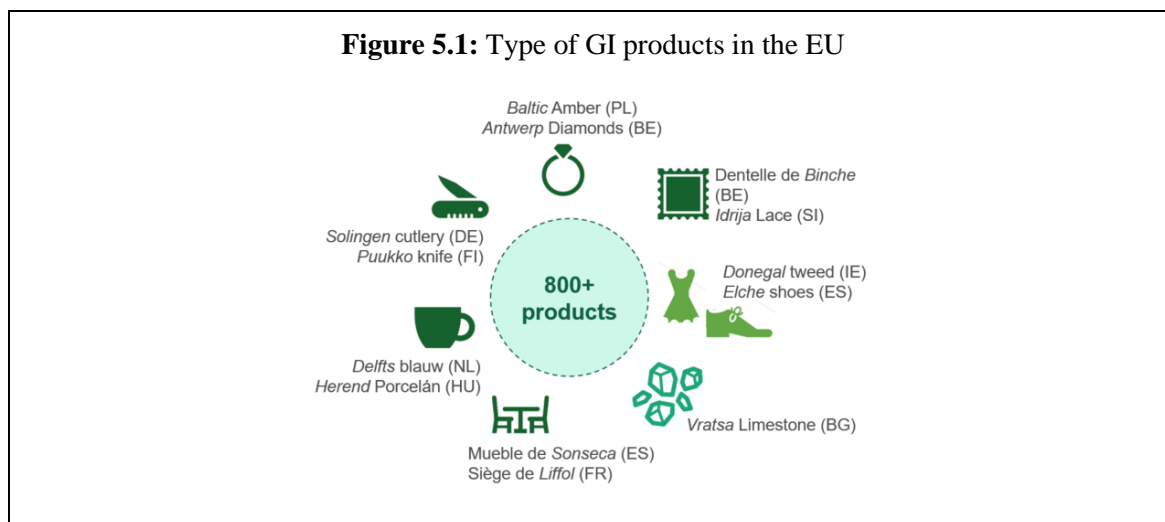 Figure 5.1: Type of GI products in the EU
Baltic Amber (PL)
Antwerp Diamonds (BE)
Dentelle de Binche
(BE)
Idrija Lace (SI)
Solingen cutlery (DE)
Puukko knife (FI)
Donegal tweed (IE)
Elche shoes (ES)
800+
products
Delfts blauw (NL)
Herend Porcelán (HU)
Vratsa Limestone (BG)
Mueble de Sonseca (ES)
Siège de Liffol (FR)